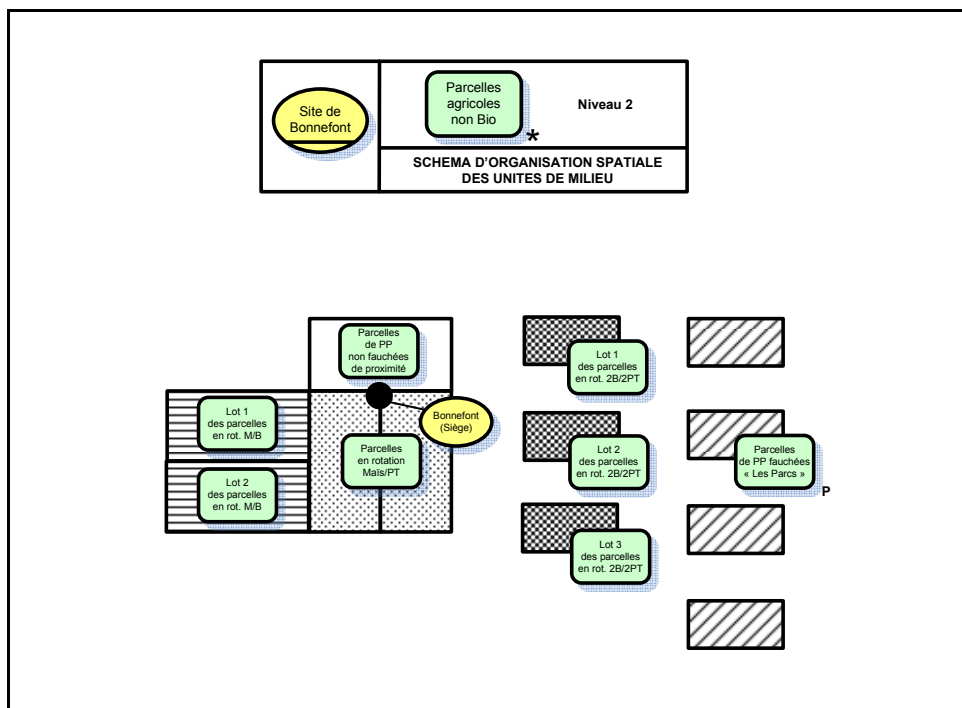 Site de
Bonnefont
Parcelles
agricoles
non Bio
*
Niveau 2
SCHEMA D'ORGANISATION SPATIALE
DES UNITES DE MILIEU
Parcelles
de PP
non fauchées
de proximité
Lot 1
des parcelles
en rot. M/B
Lot 2
des parcelles
en rot. M/B
Parcelles
en rotation
Maïs/PT
Bonnefont
(Siège)
Lot 1
des parcelles
en rot. 2B/2PT
Lot 2
des parcelles
en rot. 2B/2PT
Lot 3
des parcelles
en rot. 2B/2PT
Parcelles
de PP fauchées
« Les Parcs »
P